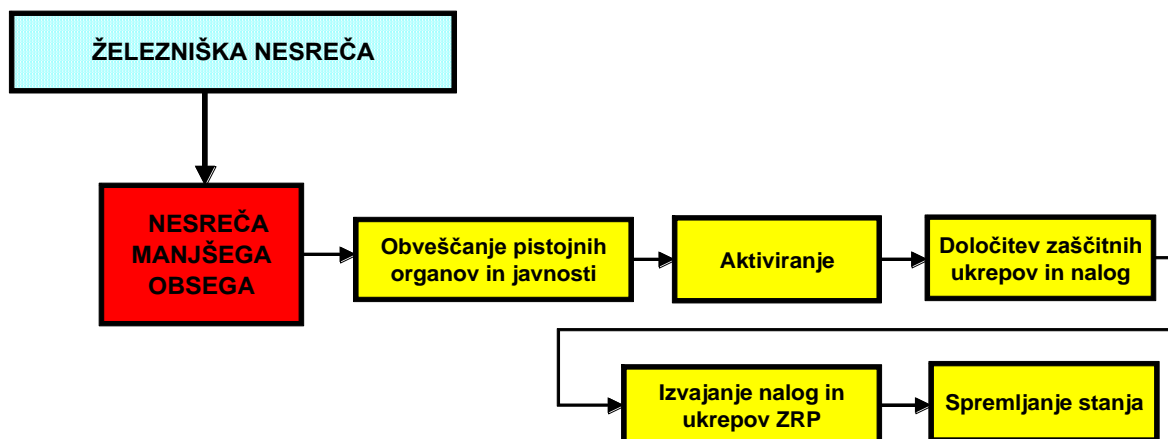 ŽELEZNIŠKA NESREČA
NESREČA
MANJŠEGA
OBSEGA
Obveščanje pistojnih
organov in javnosti
Aktiviranje
Določitev zaščitnih
ukrepov in nalog
Izvajanje nalog in
ukrepov ZRP
Spremljanje stanja